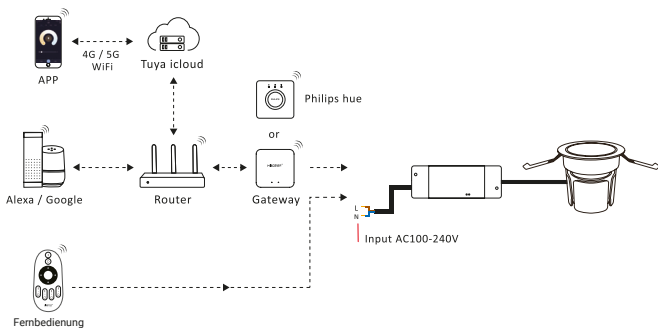 4G / 5G
WiFi
APP
Tuya icloud
Philips hue
or
Alexa / Google
Router
Gateway
L
N
Input AC100-240V
Fernbedienung